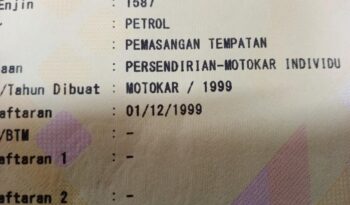 Enjin : 1587
: PETROL
: PEMASANGAN TEMPATAN
aan : PERSENDIRIAN-MOTOKAR INDIVIDU
/Tahun Dibuat : MOTOKAR / 1999
aftaran : 01/12/1999
/BTM : -
aftaran 1 : -
aftaran 2 : -